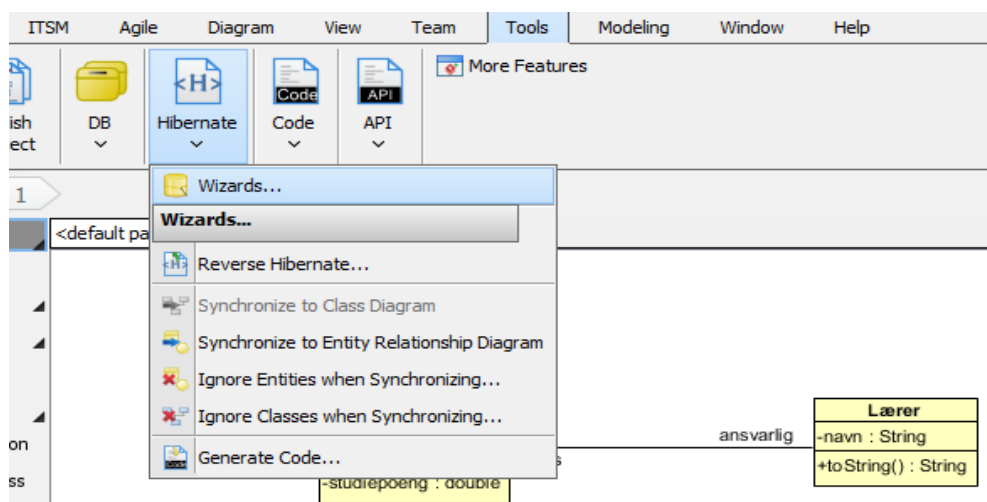 ITSM Agile Diagram View Team Tools Modeling Window Help
<H> Code API More Features
ish
ect
DB Hibernate Code API
1
Wizards...
<default pa
Wizards...
Reverse Hibernate...
Synchronize to Class Diagram
Synchronize to Entity Relationship Diagram
Ignore Entities when Synchronizing...
Ignore Classes when Synchronizing...
Generate Code...
on
ss
s
-studiepoeng : double
ansvarlig
Lærer
-navn : String
+toString() : String